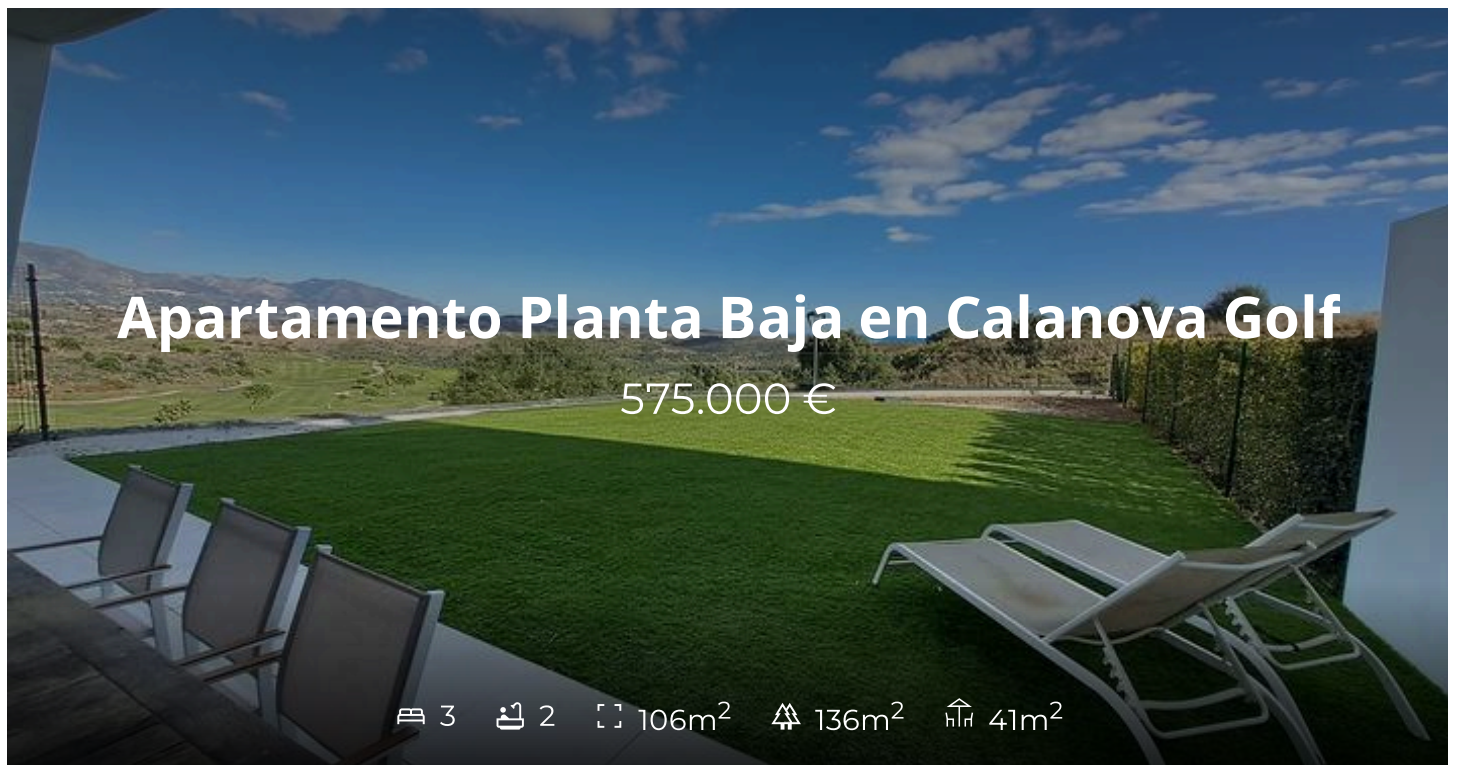 Apartamento Planta Baja en Calanova Golf
575.000 €
3 2 106m² 136m² 41m²